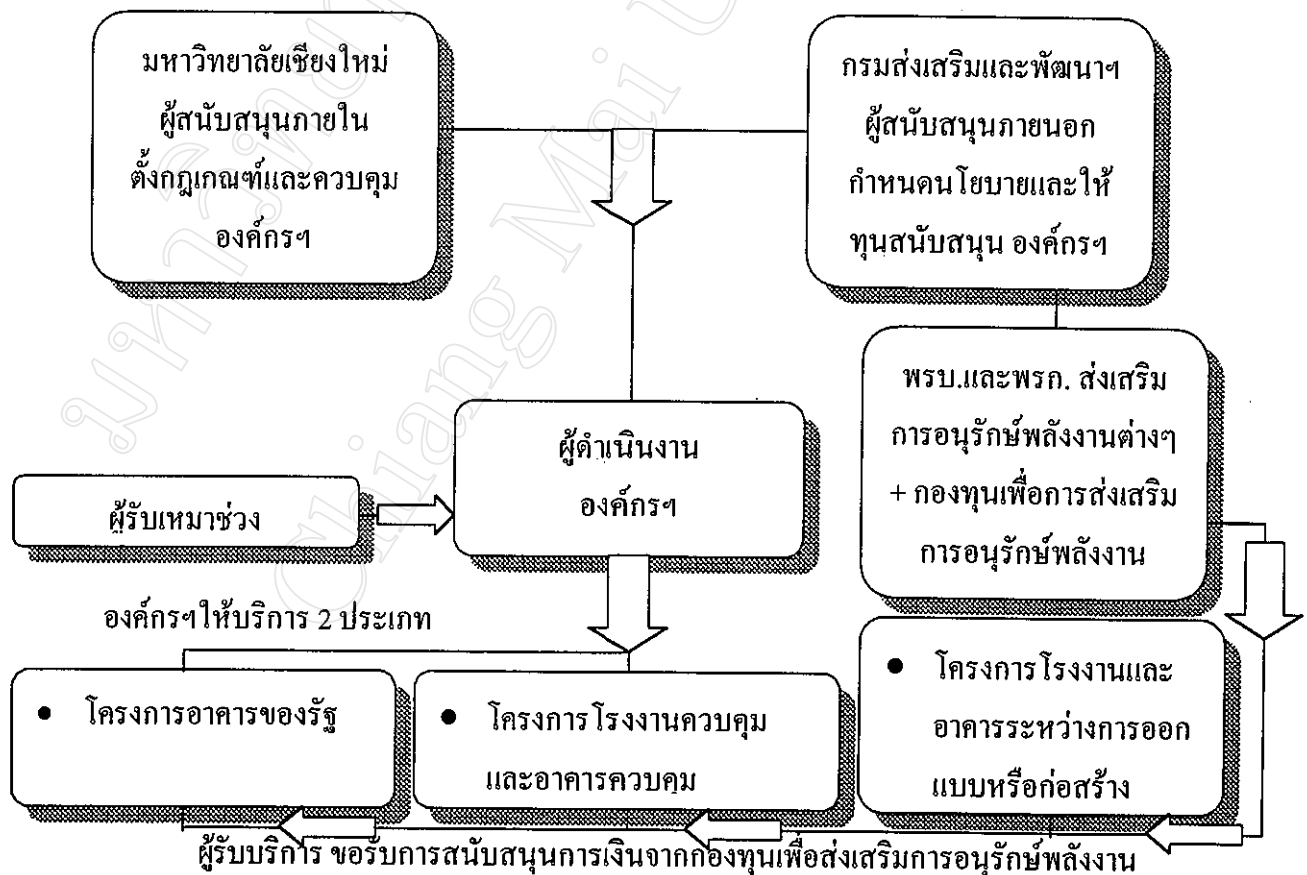 มหาวิทยาลัยเชียงใหม่
ผู้สนับสนุนภายใน
ตั้งกฎเกณฑ์และควบคุม
องค์กรฯ
กรมส่งเสริมและพัฒนาฯ
ผู้สนับสนุนภายนอก
กำหนดนโยบายและให้
ทุนสนับสนุน องค์กรฯ
พรบ.และพรก. ส่งเสริม
การอนุรักษ์พลังงานต่างๆ
+ กองทุนเพื่อการส่งเสริม
การอนุรักษ์พลังงาน
ผู้ดำเนินงาน
องค์กรฯ
ผู้รับเหมาช่วง
องค์กรฯให้บริการ 2 ประเภท
• โครงการอาคารของรัฐ
• โครงการโรงงานควบคุม
และอาคารควบคุม
• โครงการโรงงานและ
อาคารระหว่างการออก
แบบหรือก่อสร้าง
ผู้รับบริการ ขอรับการสนับสนุนการเงินจากกองทุนเพื่อส่งเสริมการอนุรักษ์พลังงาน
Chiang Mai U